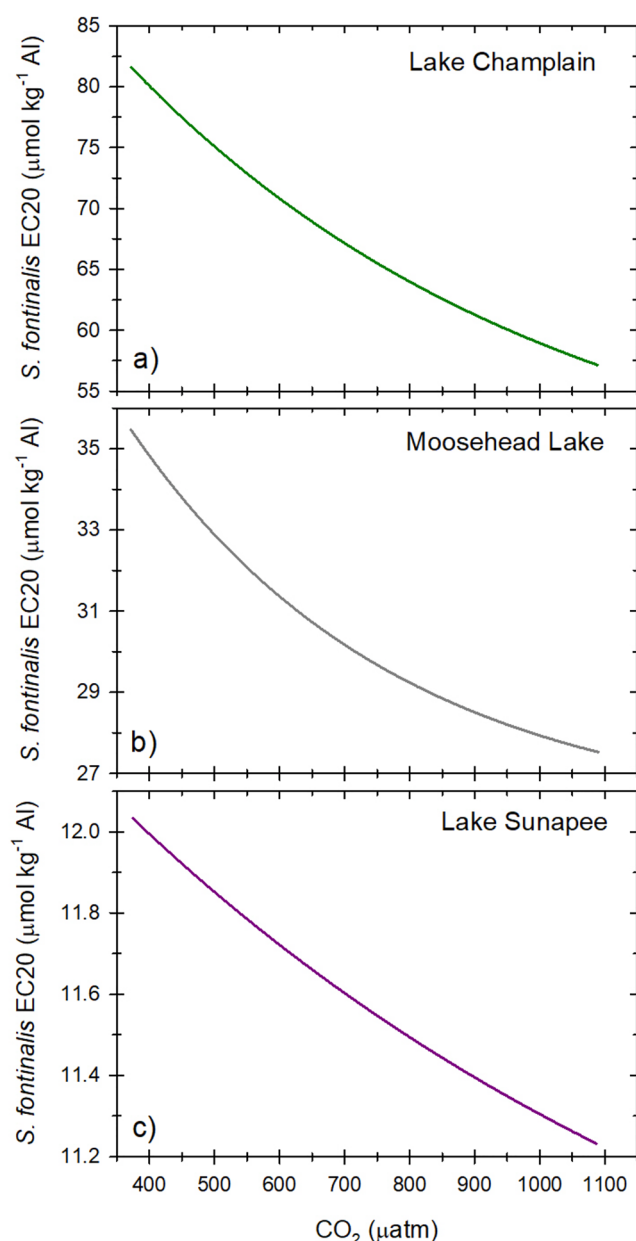 85
80
75
70
65
60
55
S. fontinalis EC20 (μmol kg⁻¹ Al)
Lake Champlain
a)
35
33
31
29
27
S. fontinalis EC20 (μmol kg⁻¹ Al)
Moosehead Lake
b)
12.0
11.8
11.6
11.4
11.2
S. fontinalis EC20 (μmol kg⁻¹ Al)
Lake Sunapee
c)
400 500 600 700 800 900 1000 1100
CO₂ (μatm)